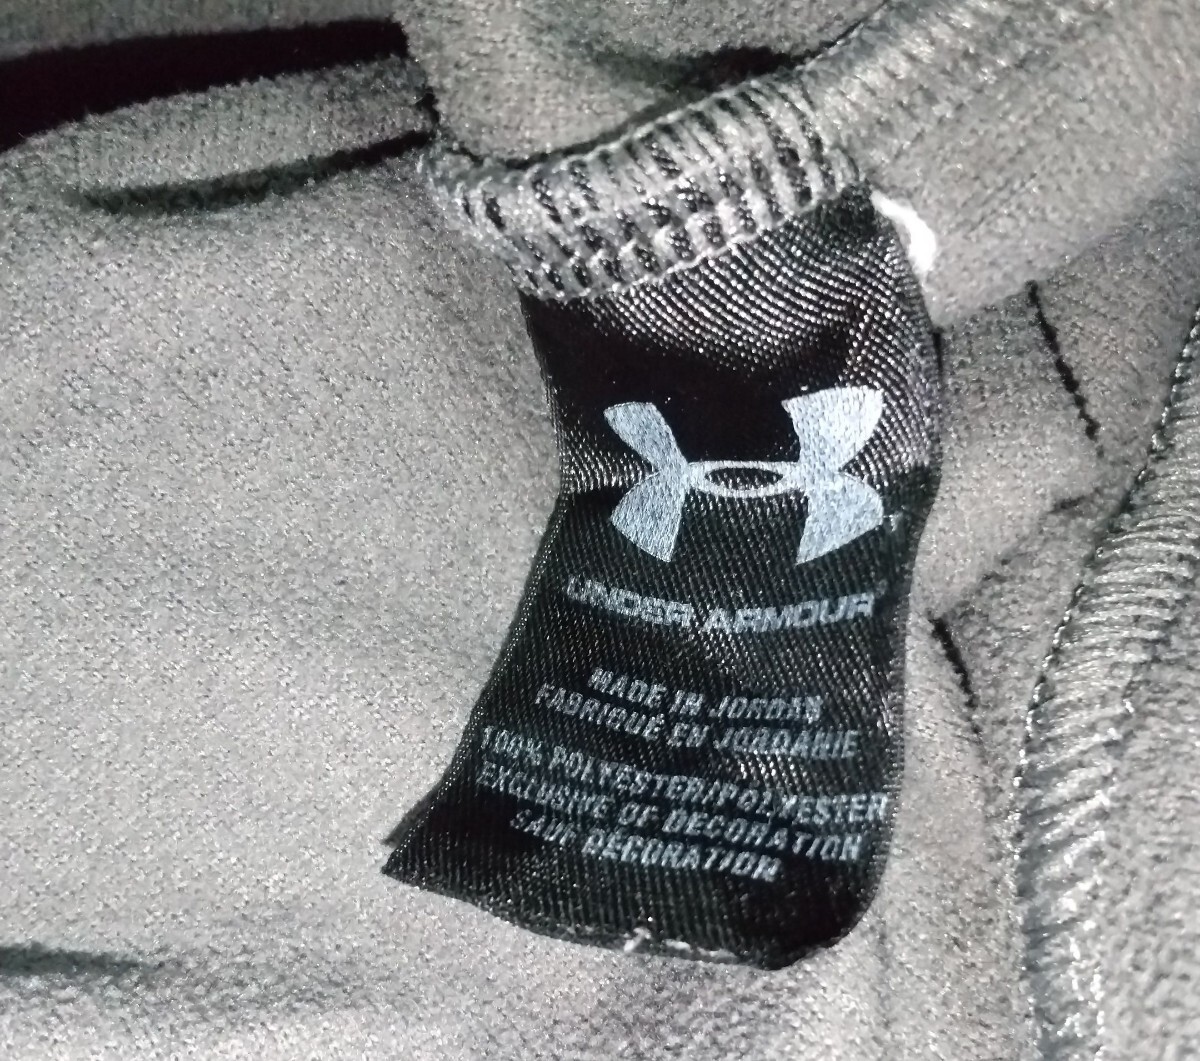 UNDER ARMOUR
MADE IN JORDAN
FABRIQUÉ EN JORDANIE
100% POLYESTER/POLYESTER
EXCLUSIVE OF DECORATION
SAUF DÉCORATION